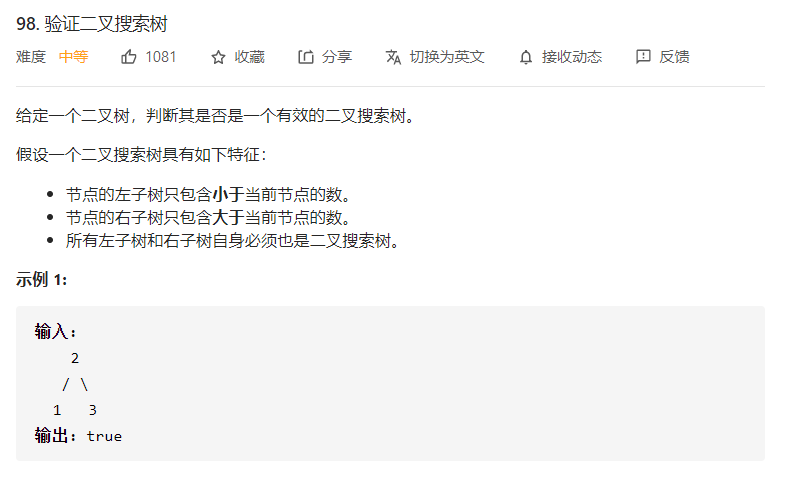 98. 验证二叉搜索树
难度 中等 1081 收藏 分享 切换为英文 接收动态 反馈
给定一个二叉树，判断其是否是一个有效的二叉搜索树。
假设一个二叉搜索树具有如下特征：
• 节点的左子树只包含小于当前节点的数。
• 节点的右子树只包含大于当前节点的数。
• 所有左子树和右子树自身必须也是二叉搜索树。
示例 1:
输入:
2
/ \
1 3
输出: true